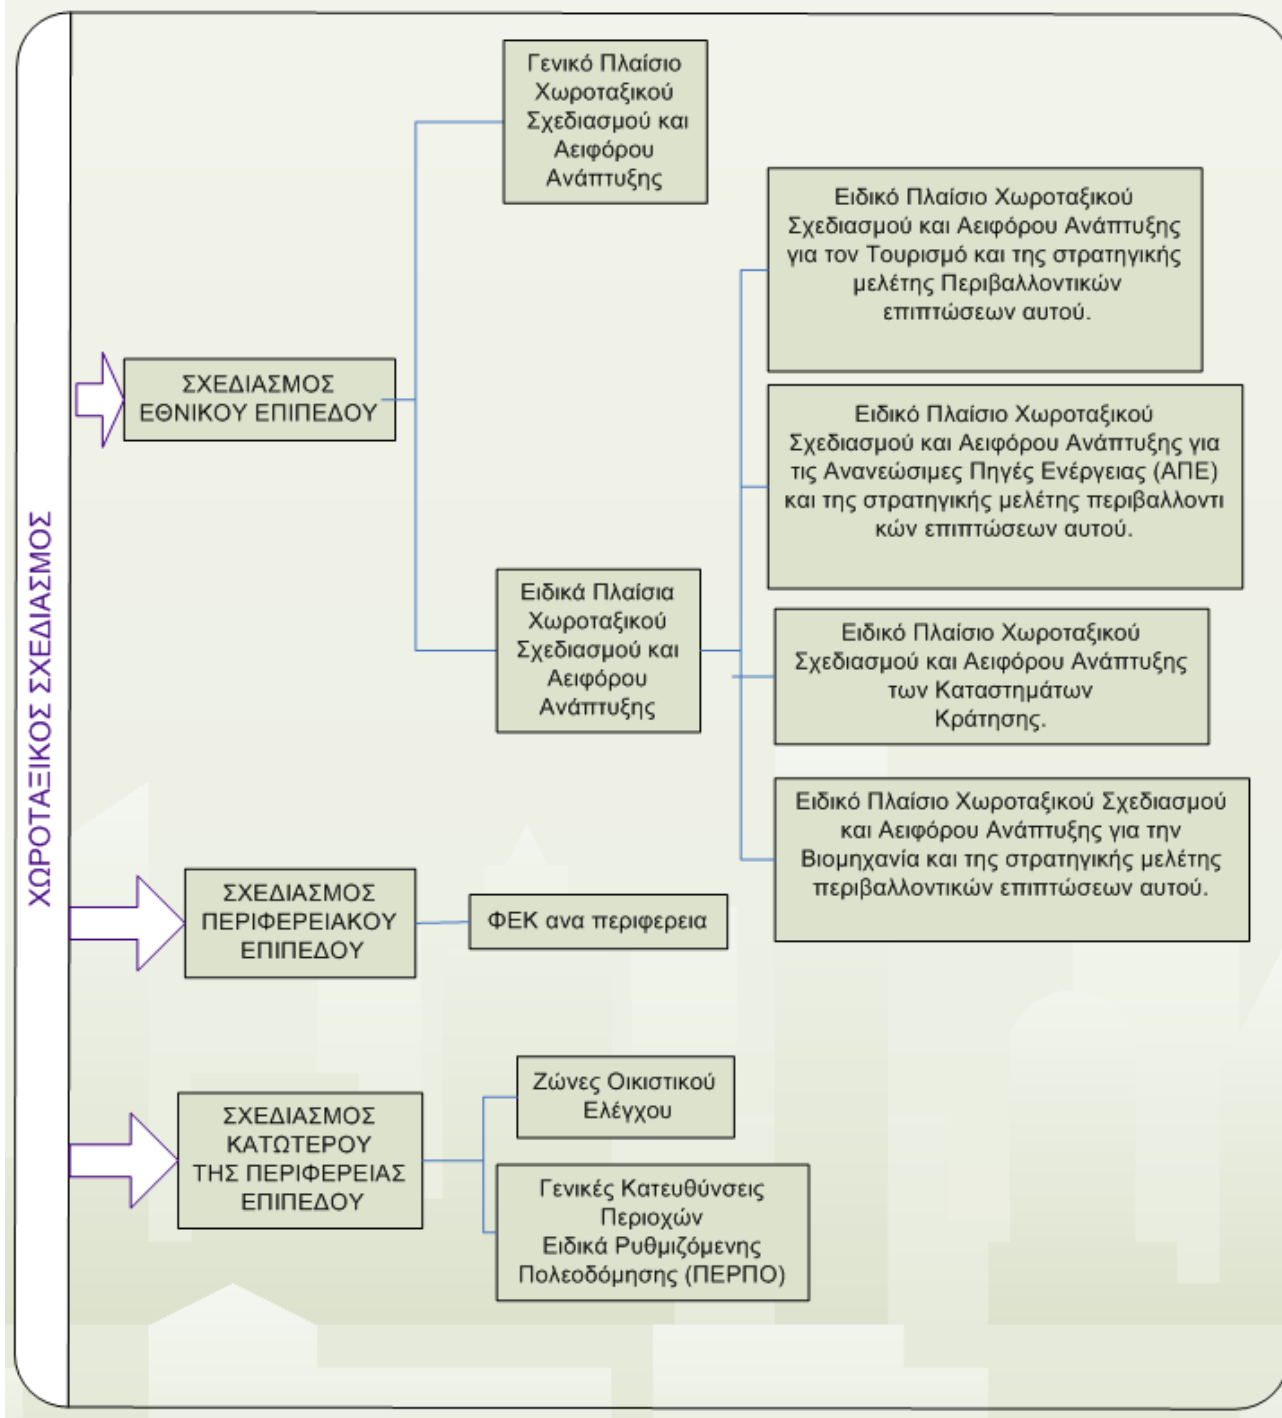 ΧΩΡΟΤΑΞΙΚΟΣ ΣΧΕΔΙΑΣΜΟΣ
ΣΧΕΔΙΑΣΜΟΣ
ΕΘΝΙΚΟΥ ΕΠΙΠΕΔΟΥ
Γενικό Πλαίσιο
Χωροταξικού
Σχεδιασμού και
Αειφόρου
Ανάπτυξης
Ειδικά Πλαίσια
Χωροταξικού
Σχεδιασμού και
Αειφόρου
Ανάπτυξης
Ειδικό Πλαίσιο Χωροταξικού
Σχεδιασμού και Αειφόρου Ανάπτυξης
για τον Τουρισμό και της στρατηγικής
μελέτης Περιβαλλοντικών
επιπτώσεων αυτού.
Ειδικό Πλαίσιο Χωροταξικού
Σχεδιασμού και Αειφόρου Ανάπτυξης για
τις Ανανεώσιμες Πηγές Ενέργειας (ΑΠΕ)
και της στρατηγικής μελέτης περιβαλλοντι
κών επιπτώσεων αυτού.
Ειδικό Πλαίσιο Χωροταξικού
Σχεδιασμού και Αειφόρου Ανάπτυξης
των Καταστημάτων
Κράτησης.
Ειδικό Πλαίσιο Χωροταξικού Σχεδιασμού
και Αειφόρου Ανάπτυξης για την
Βιομηχανία και της στρατηγικής μελέτης
περιβαλλοντικών επιπτώσεων αυτού.
ΣΧΕΔΙΑΣΜΟΣ
ΠΕΡΙΦΕΡΕΙΑΚΟΥ
ΕΠΙΠΕΔΟΥ
ΦΕΚ ανα περιφερεια
ΣΧΕΔΙΑΣΜΟΣ
ΚΑΤΩΤΕΡΟΥ
ΤΗΣ ΠΕΡΙΦΕΡΕΙΑΣ
ΕΠΙΠΕΔΟΥ
Ζώνες Οικιστικού
Ελέγχου
Γενικές Κατευθύνσεις
Περιοχών
Ειδικά Ρυθμιζόμενης
Πολεοδόμησης (ΠΕΡΠΟ)